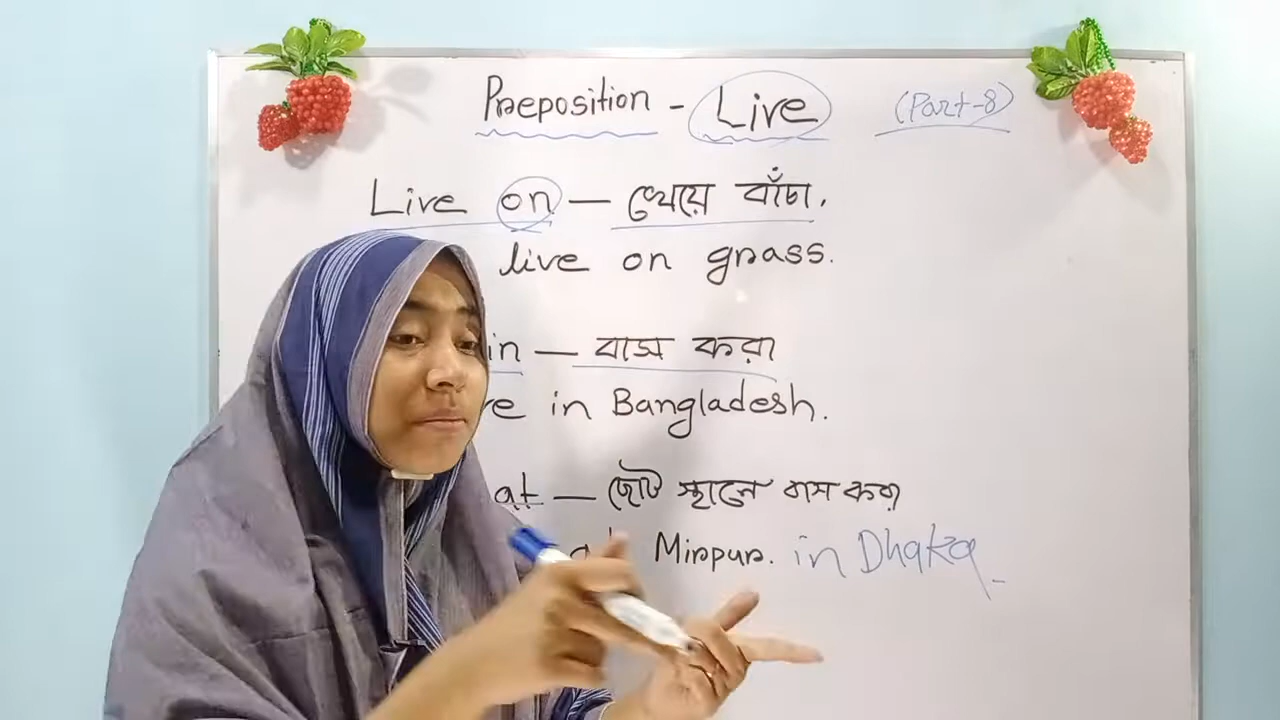 Preposition - Live (Part-8)
Live on — খেয়ে বাঁচা.
live on grass.
in — বাস করা
in Bangladesh.
at — ছোট স্থানে বাস করা
Mirpur. in Dhaka